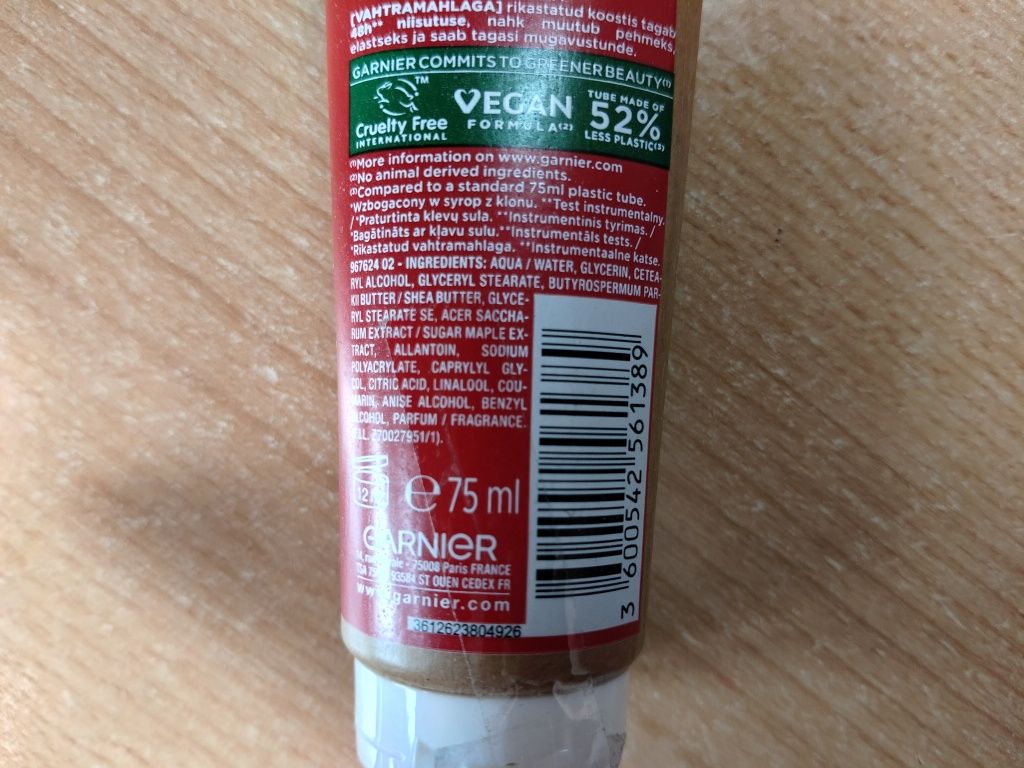 [VAHTRAMAHLAGA] rikastatud koostis tagab
48h** niisutuse, nahk muutub pehmeks,
elastseks ja saab tagasi mugavustunde.
GARNIER COMMITS TO GREENER BEAUTY(1)
Cruelty Free™
INTERNATIONAL
VEGAN
FORMULA(2)
TUBE MADE OF
52%
LESS PLASTIC(3)
(1)More information on www.garnier.com
(2)No animal derived ingredients.
(3)Compared to a standard 75ml plastic tube.
*Wzbogacony w syrop z klonu. **Test instrumentalny.
/ *Praturtinta klevų sula. **Instrumentinis tyrimas. /
*Bagātināts ar kļavu sulu.**Instrumentāls tests. /
*Rikastatud vahtramahlaga. **Instrumentaalne katse.
967624 02 - INGREDIENTS: AQUA / WATER, GLYCERIN, CETEA-
RYL ALCOHOL, GLYCERYL STEARATE, BUTYROSPERMUM PAR-
KII BUTTER / SHEA BUTTER, GLYCE-
RYL STEARATE SE, ACER SACCHA-
RUM EXTRACT / SUGAR MAPLE EX-
TRACT, ALLANTOIN, SODIUM
POLYACRYLATE, CAPRYLYL GLY-
COL, CITRIC ACID, LINALOOL, COU-
MARIN, ANISE ALCOHOL, BENZYL
ALCOHOL, PARFUM / FRAGRANCE.
Z70027951/1).
12
e 75 ml
GARNIER
14, - 75008 Paris FRANCE
TSA 93584 ST OUEN CEDEX FR
www.garnier.com
3612623804926
3 600542 561389